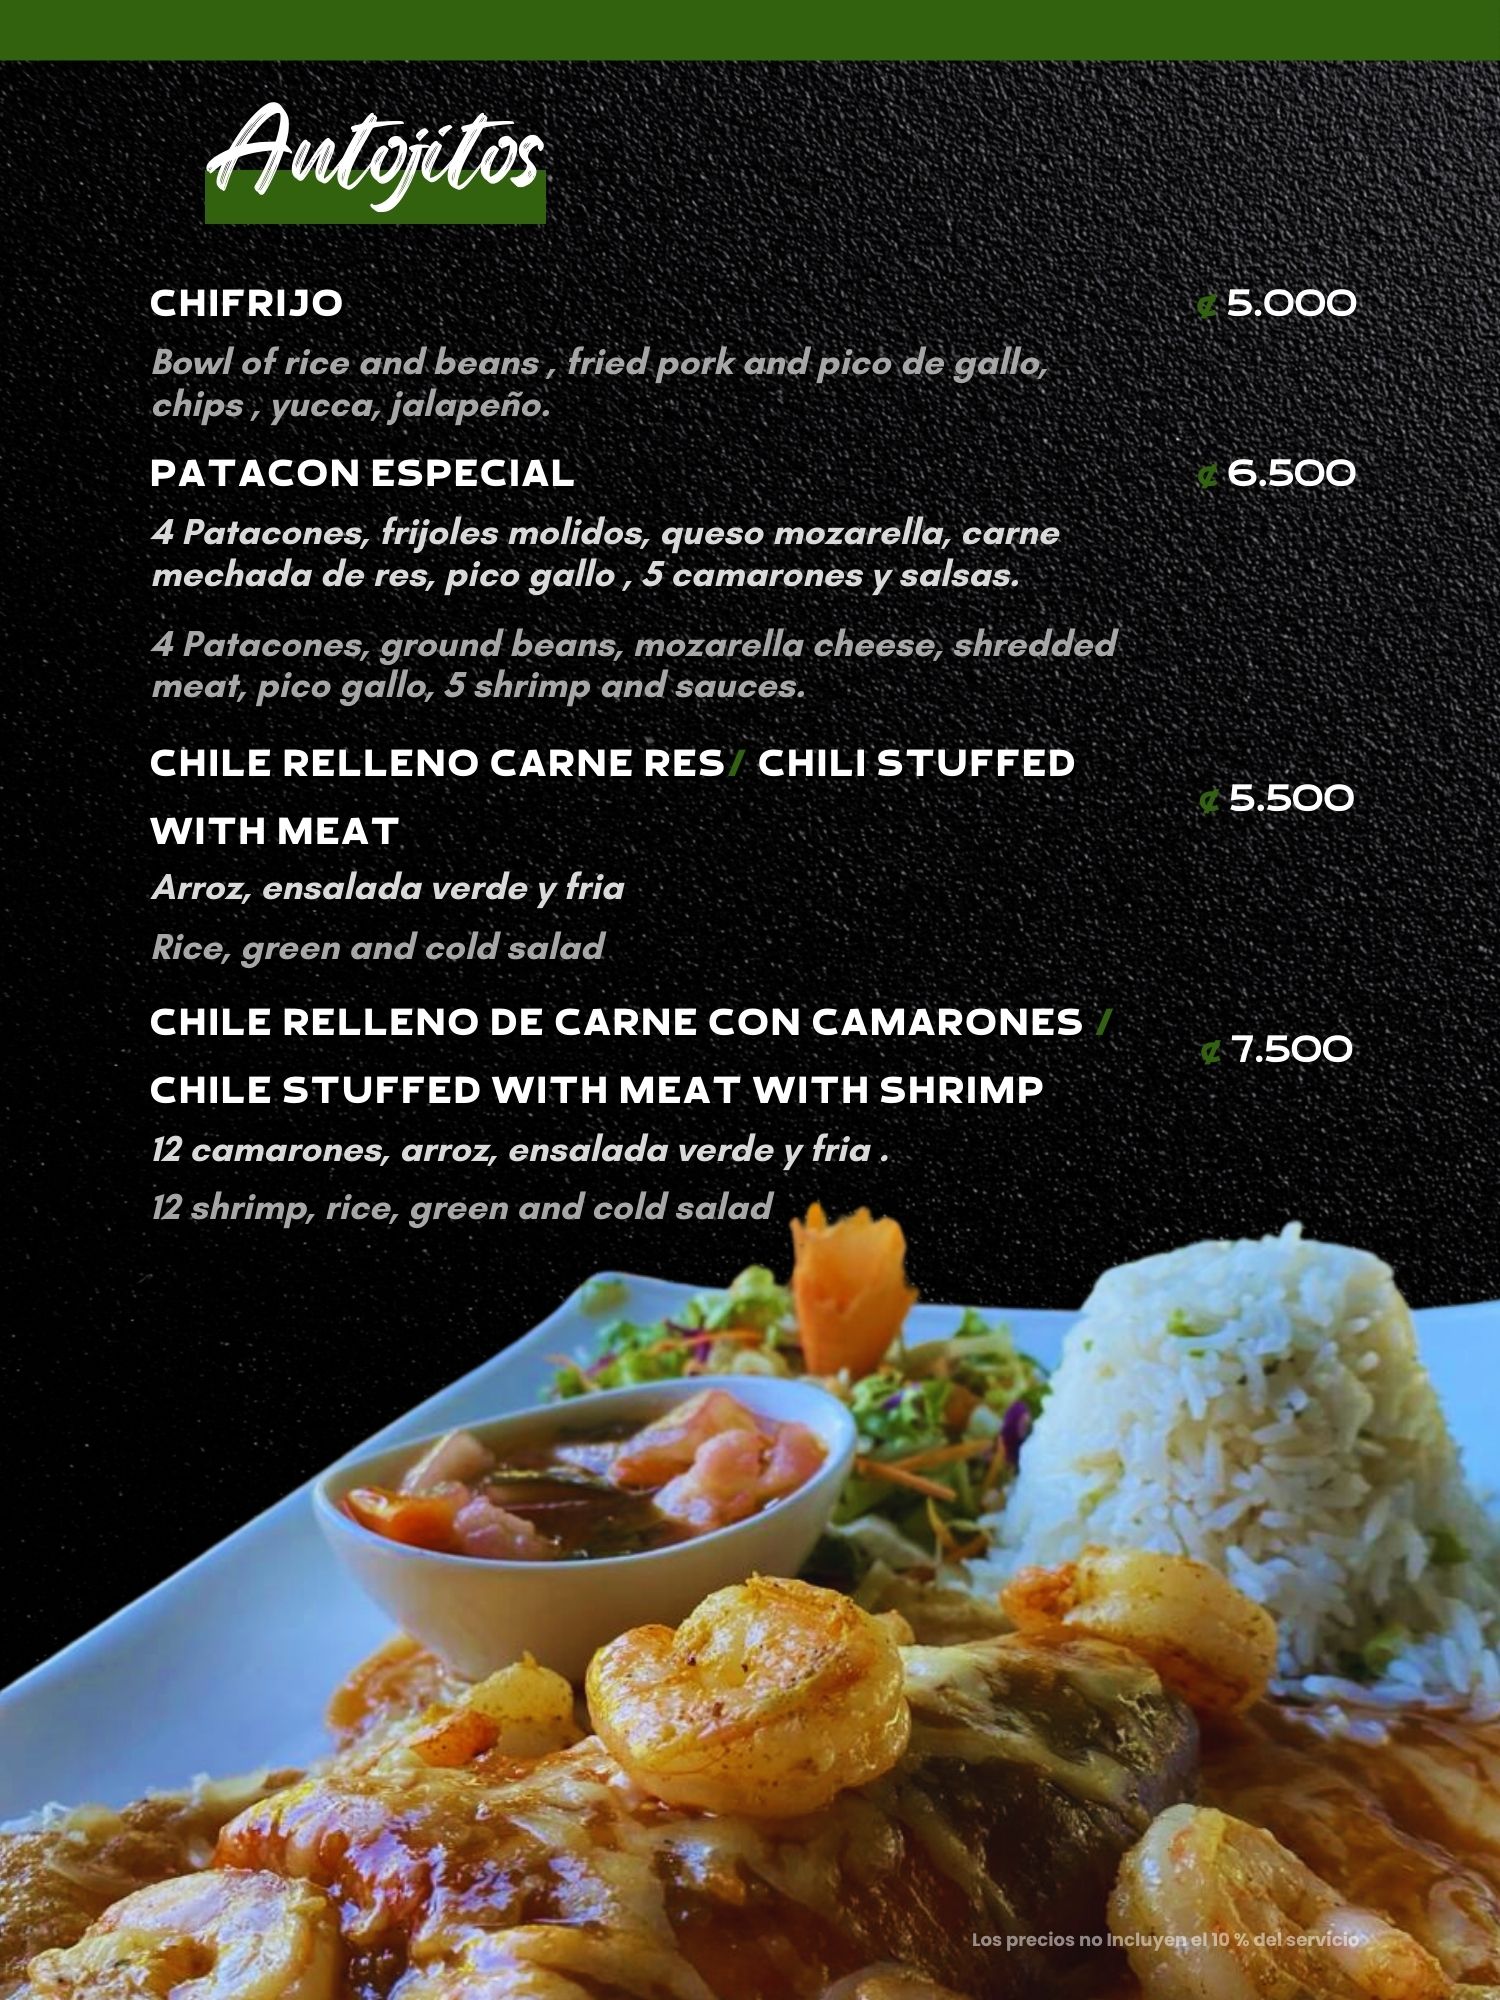 Antojitos
CHIFRIJO ₡ 5.000
Bowl of rice and beans , fried pork and pico de gallo,
chips , yucca, jalapeño.
PATACON ESPECIAL ₡ 6.500
4 Patacones, frijoles molidos, queso mozarella, carne
mechada de res, pico gallo , 5 camarones y salsas.
4 Patacones, ground beans, mozarella cheese, shredded
meat, pico gallo, 5 shrimp and sauces.
CHILE RELLENO CARNE RES/ CHILI STUFFED
₡ 5.500
WITH MEAT
Arroz, ensalada verde y fria
Rice, green and cold salad
CHILE RELLENO DE CARNE CON CAMARONES /
₡ 7.500
CHILE STUFFED WITH MEAT WITH SHRIMP
12 camarones, arroz, ensalada verde y fria .
12 shrimp, rice, green and cold salad
Los precios no Incluyen el 10 % del servicio